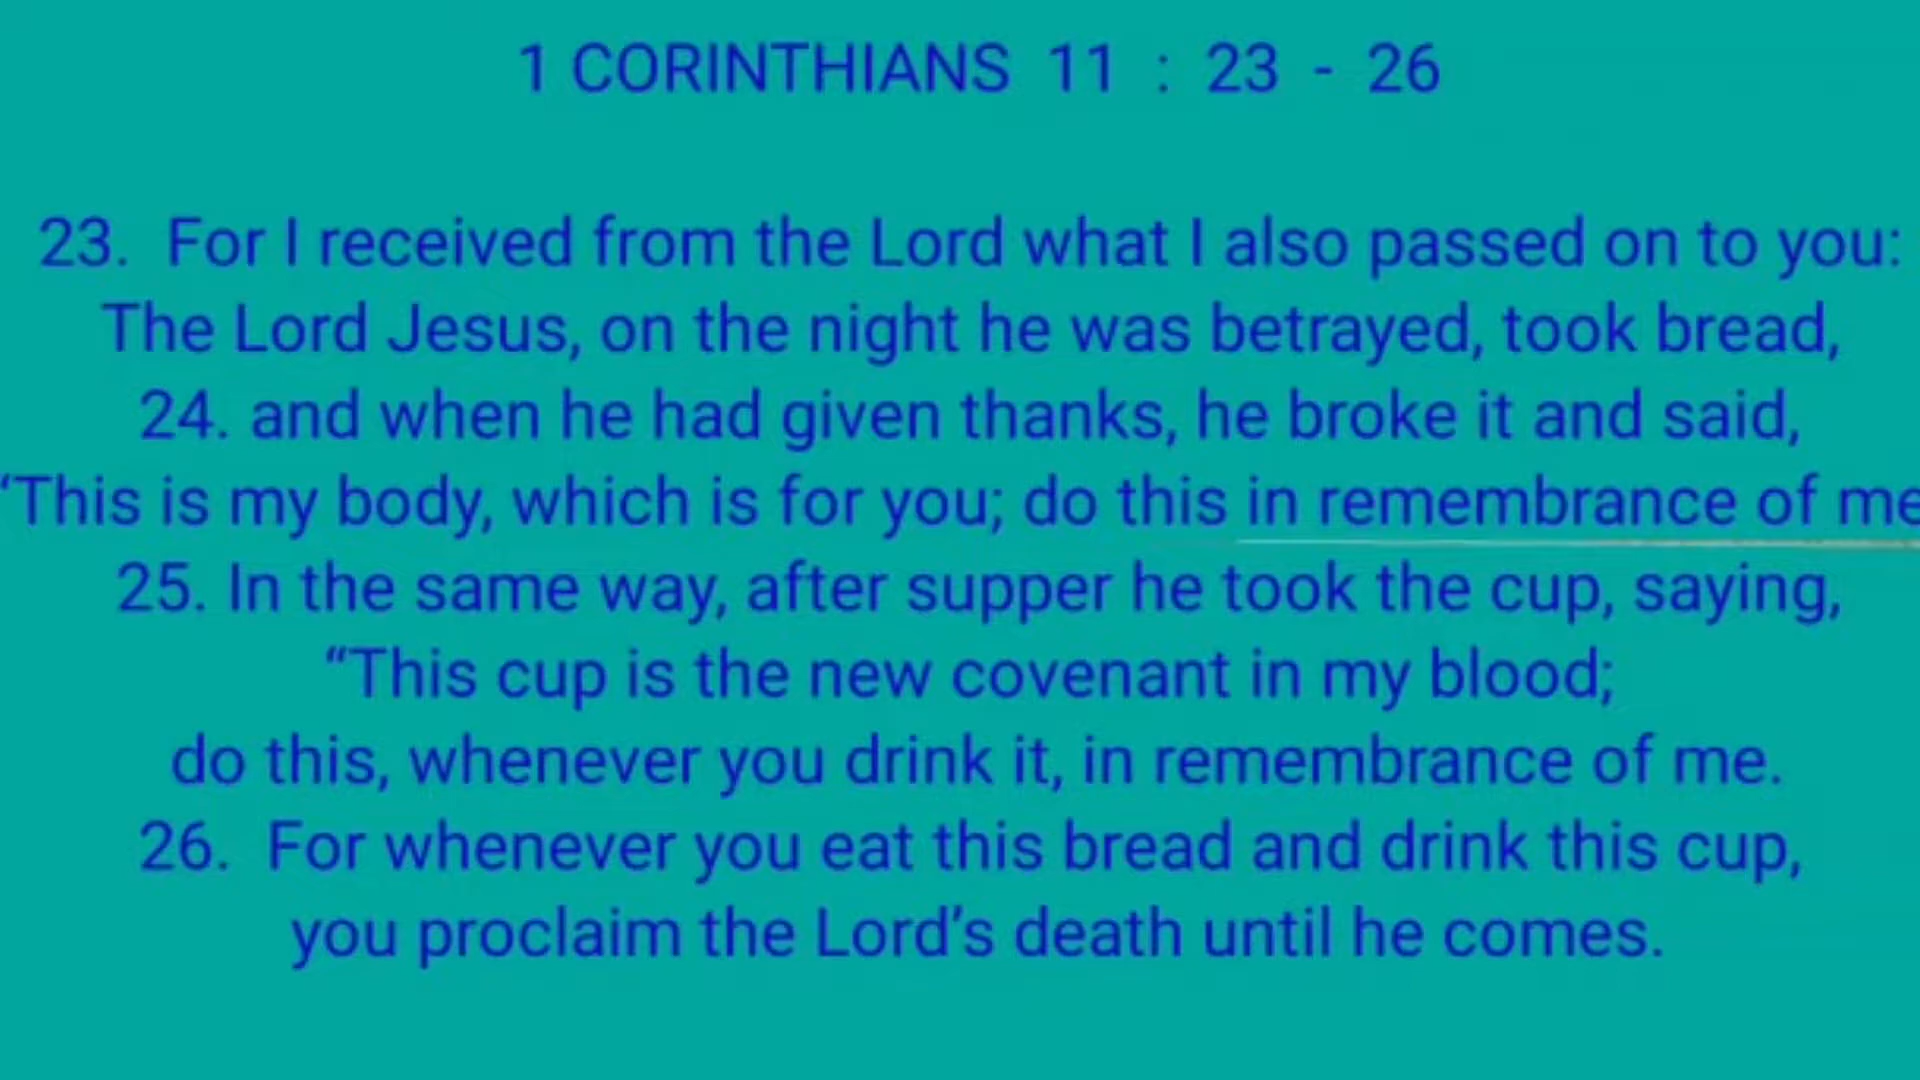 1 CORINTHIANS 11 : 23 - 26
23. For I received from the Lord what I also passed on to you:
The Lord Jesus, on the night he was betrayed, took bread,
24. and when he had given thanks, he broke it and said,
“This is my body, which is for you; do this in remembrance of me
25. In the same way, after supper he took the cup, saying,
“This cup is the new covenant in my blood;
do this, whenever you drink it, in remembrance of me.
26. For whenever you eat this bread and drink this cup,
you proclaim the Lord’s death until he comes.